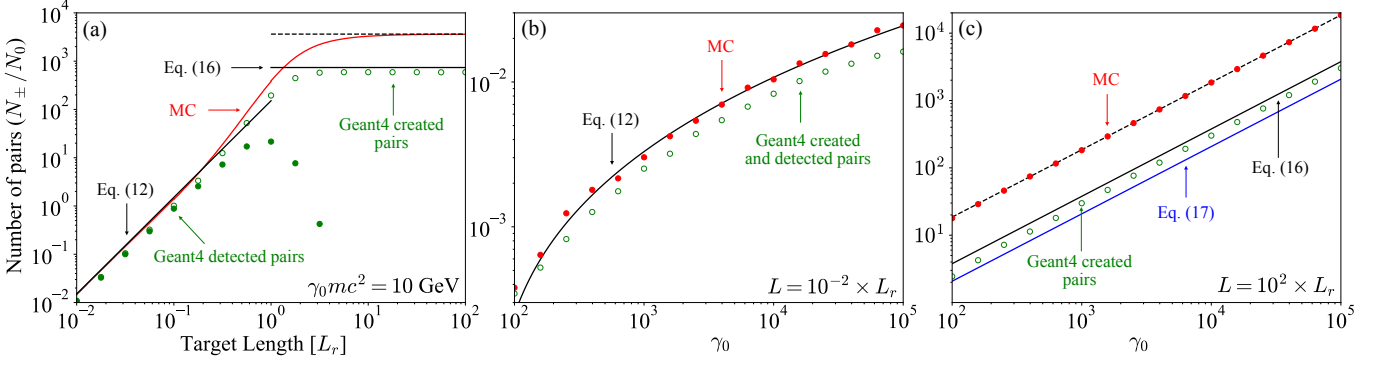 Number of pairs (N±/N0)
10^4
10^3
10^2
10^1
10^0
10^-1
10^-2
(a)
Eq. (16)
MC
Geant4 created
pairs
Eq. (12)
Geant4 detected pairs
γ0mc^2 = 10 GeV
10^-2
10^-1
10^0
10^1
10^2
Target Length [Lr]
(b)
10^-2
10^-3
MC
Eq. (12)
Geant4 created
and detected pairs
L = 10^-2 × Lr
10^2
10^3
10^4
10^5
γ0
(c)
10^4
10^3
10^2
10^1
MC
Eq. (16)
Eq. (17)
Geant4 created
pairs
L = 10^2 × Lr
10^2
10^3
10^4
10^5
γ0